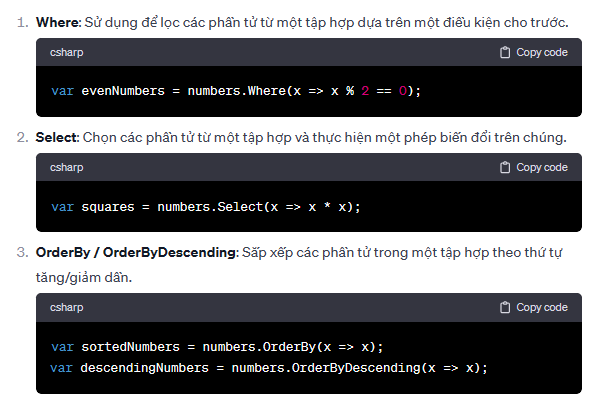 1. Where: Sử dụng để lọc các phần tử từ một tập hợp dựa trên một điều kiện cho trước.
csharp Copy code
var evenNumbers = numbers.Where(x => x % 2 == 0);
2. Select: Chọn các phần tử từ một tập hợp và thực hiện một phép biến đổi trên chúng.
csharp Copy code
var squares = numbers.Select(x => x * x);
3. OrderBy / OrderByDescending: Sắp xếp các phần tử trong một tập hợp theo thứ tự
tăng/giảm dần.
csharp Copy code
var sortedNumbers = numbers.OrderBy(x => x);
var descendingNumbers = numbers.OrderByDescending(x => x);